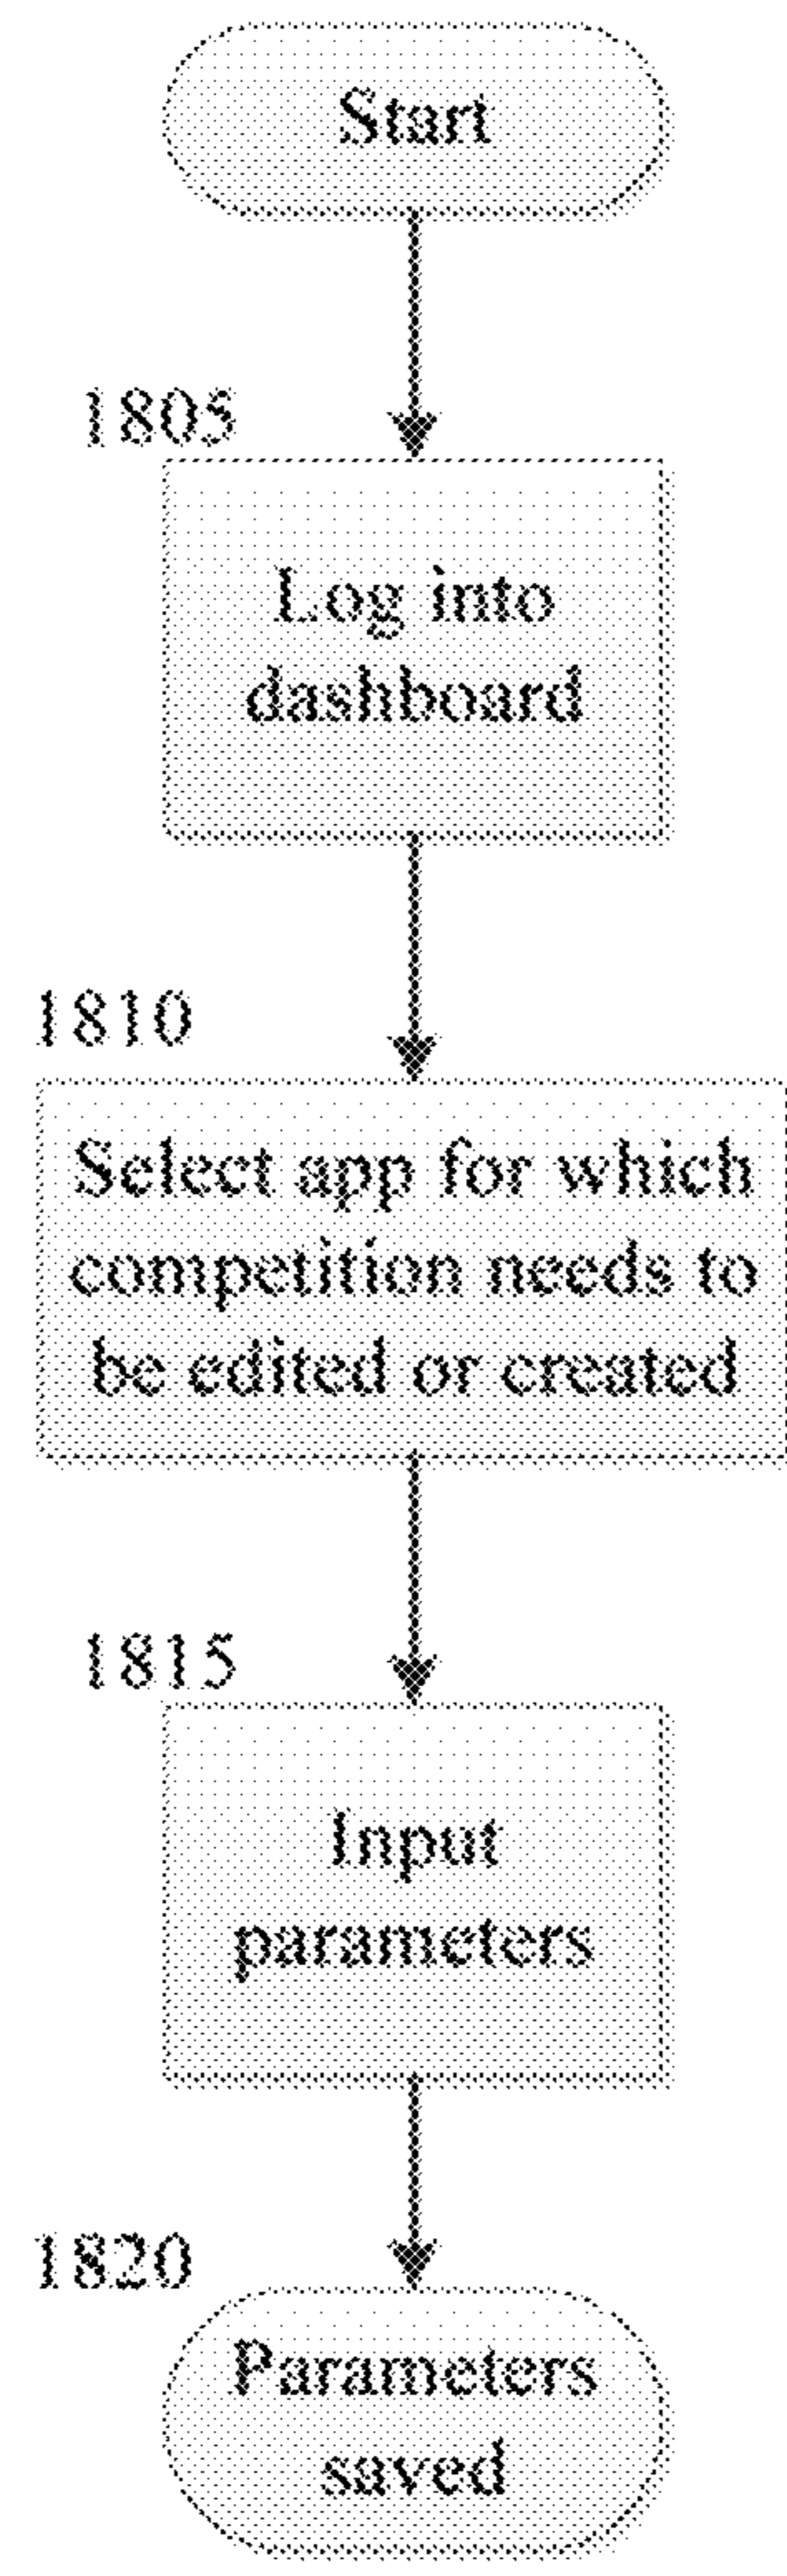 Start
1805
Log into
dashboard
1810
Select app for which
competition needs to
be edited or created
1815
Input
parameters
1820
Parameters
saved